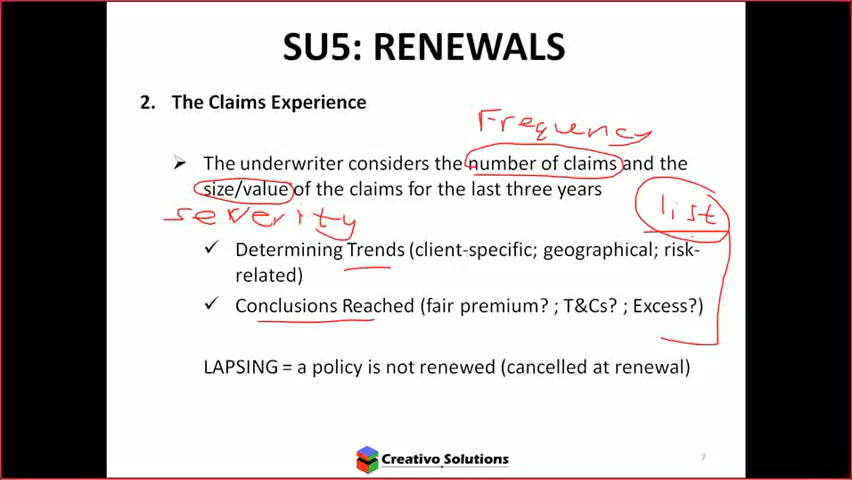 SU5: RENEWALS
2. The Claims Experience
Frequency
➢ The underwriter considers the number of claims and the
size/value of the claims for the last three years
severity
list
✓ Determining Trends (client-specific; geographical; risk-
related)
✓ Conclusions Reached (fair premium? ; T&Cs? ; Excess?)
LAPSING = a policy is not renewed (cancelled at renewal)
Creativo Solutions
7